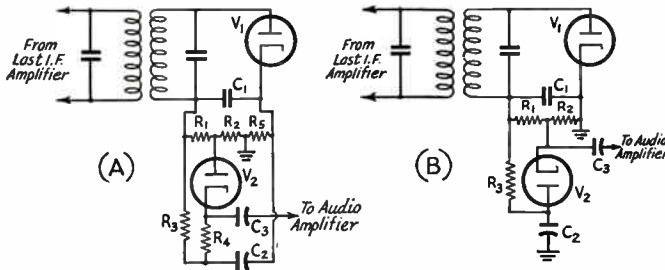 From
Last I.F.
Amplifier
V1
C1
R1 R2 R5
(A)
V2
R3
R4
C3
C2
To Audio
Amplifier
From
Last I.F.
Amplifier
V1
C1
R1 R2
(B)
To Audio
Amplifier
C3
R3
V2
C2